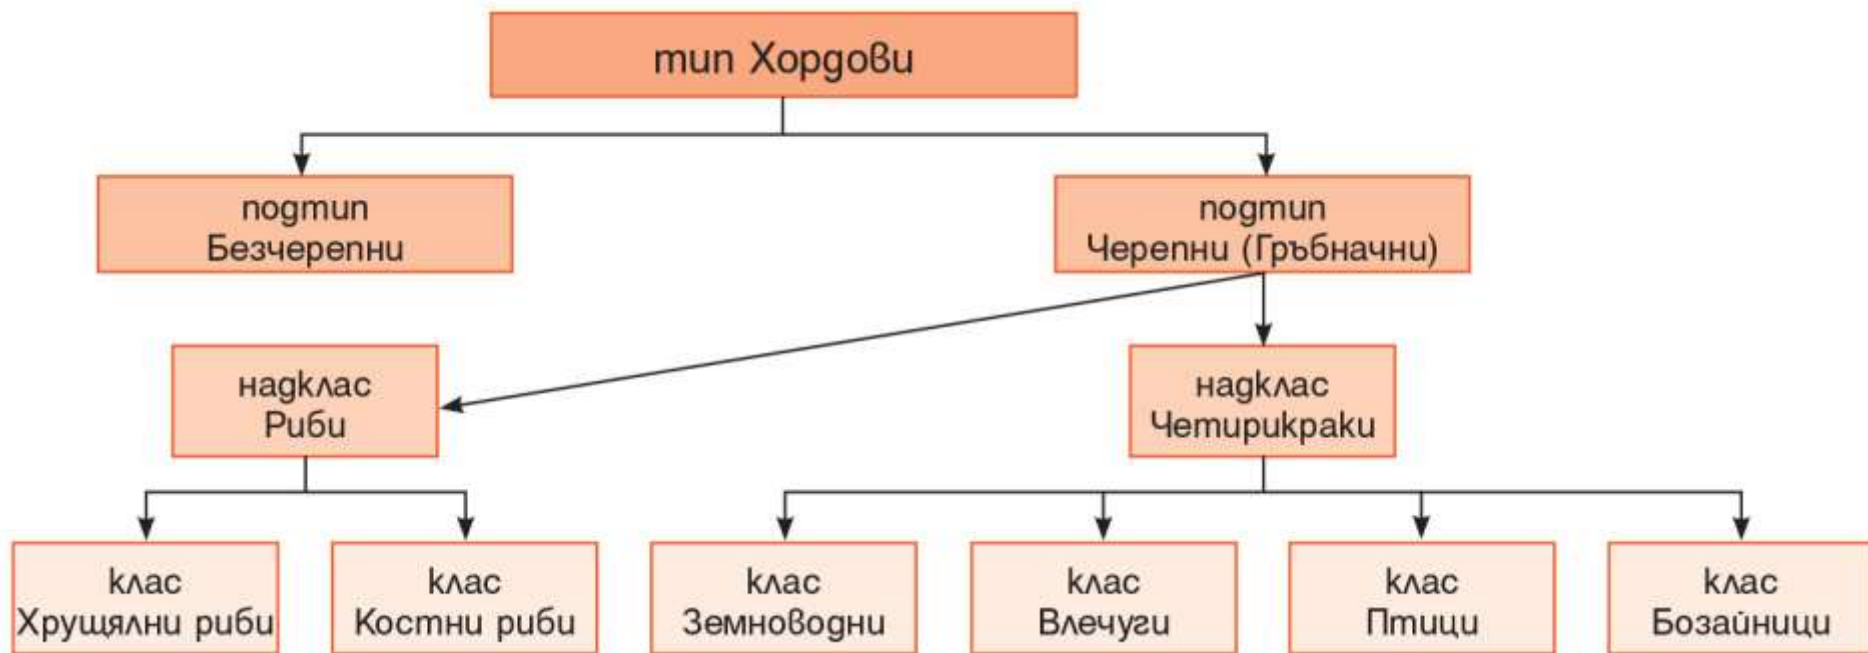 тип Хордови
подтип
Безчерепни
подтип
Черепни (Гръбначни)
надклас
Риби
надклас
Четирикраки
клас
Хрущялни риби
клас
Костни риби
клас
Земноводни
клас
Влечуги
клас
Птици
клас
Бозайници